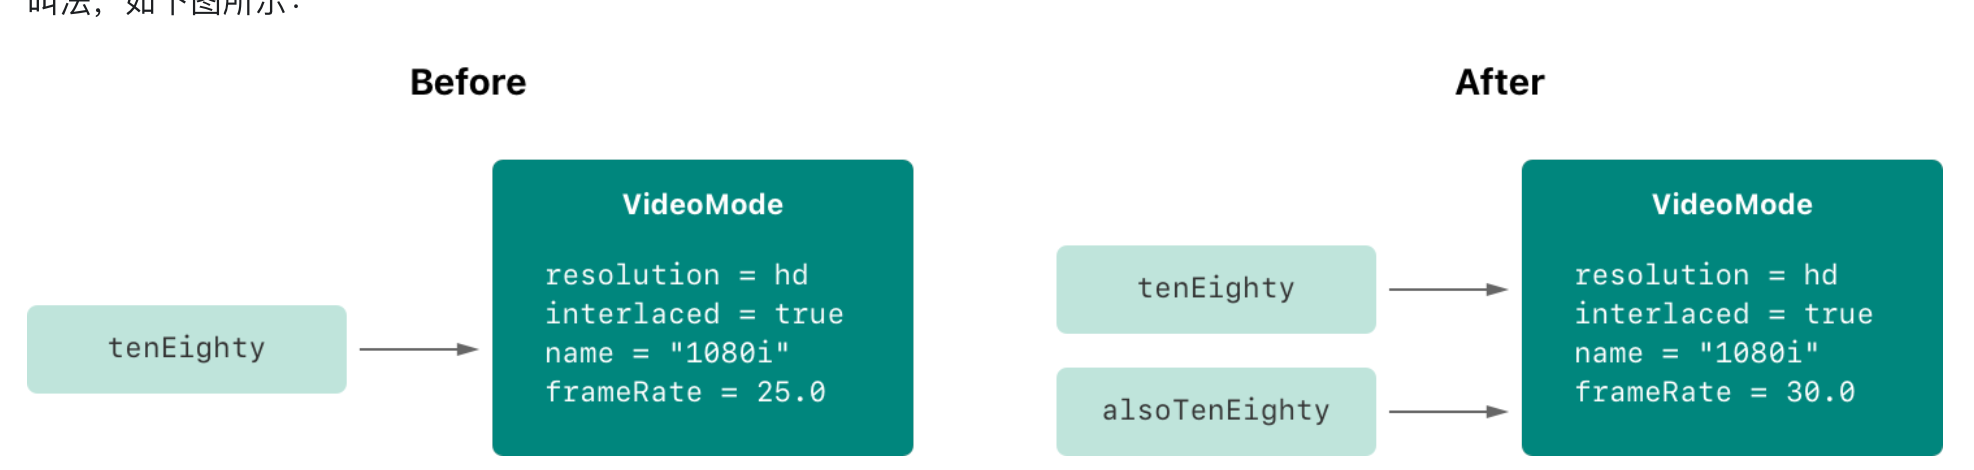 叫法，如下图所示：
Before
After
VideoMode
resolution = hd
interlaced = true
name = "1080i"
frameRate = 25.0
tenEighty
VideoMode
resolution = hd
interlaced = true
name = "1080i"
frameRate = 30.0
tenEighty
alsoTenEighty